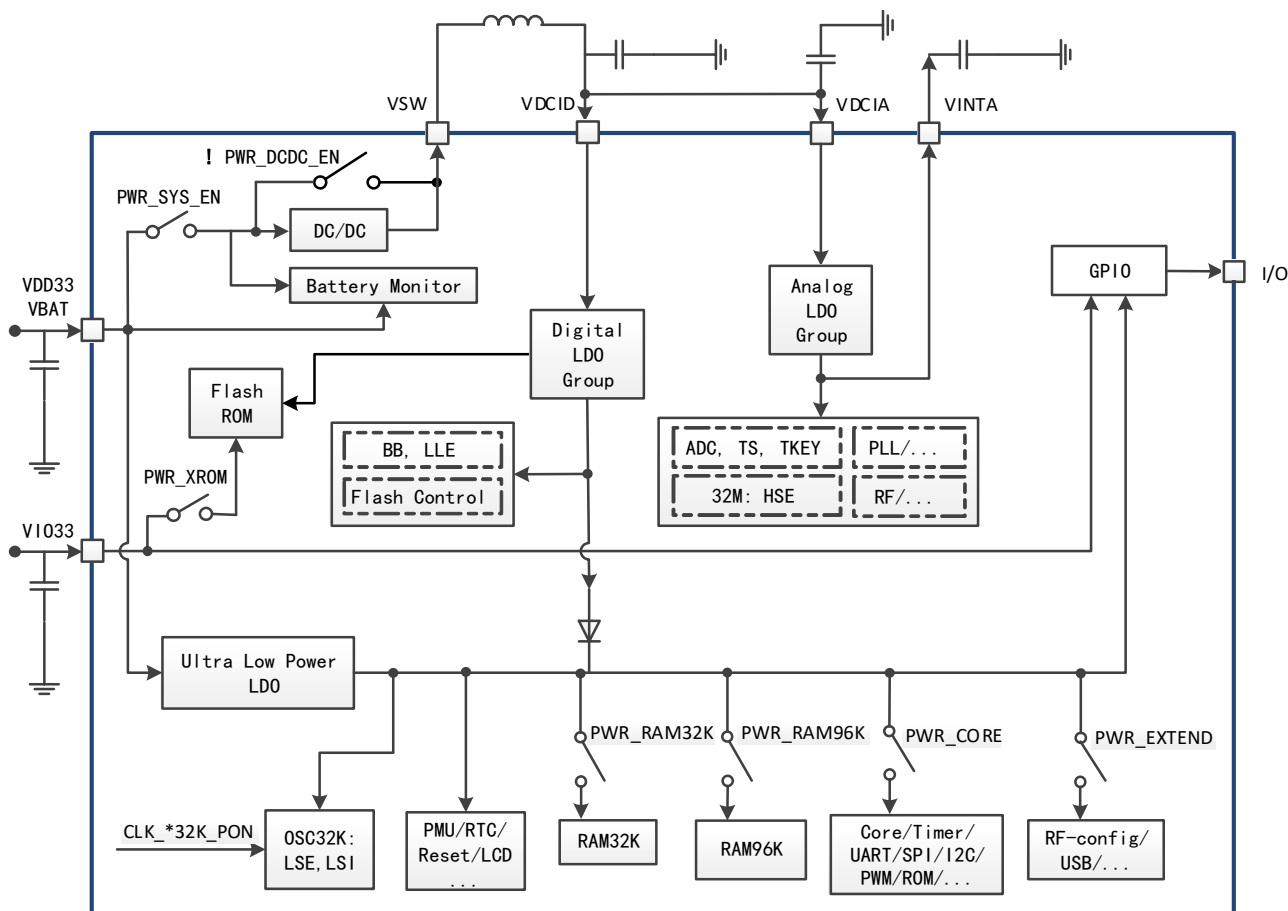 VSW
VDCID
VDCIA
VINTA
! PWR_DCDC_EN
PWR_SYS_EN
DC/DC
Battery Monitor
VDD33
VBAT
GPIO
I/O
Analog
LDO
Group
Digital
LDO
Group
Flash
ROM
BB, LLE
Flash Control
ADC, TS, TKEY
PLL/...
32M: HSE
RF/...
PWR_XROM
VIO33
Ultra Low Power
LDO
PWR_RAM32K
PWR_RAM96K
PWR_CORE
PWR_EXTEND
CLK_*32K_PON
OSC32K:
LSE,LSI
PMU/RTC/
Reset/LCD
...
RAM32K
RAM96K
Core/Timer/
UART/SPI/I2C/
PWM/ROM/...
RF-config/
USB/...